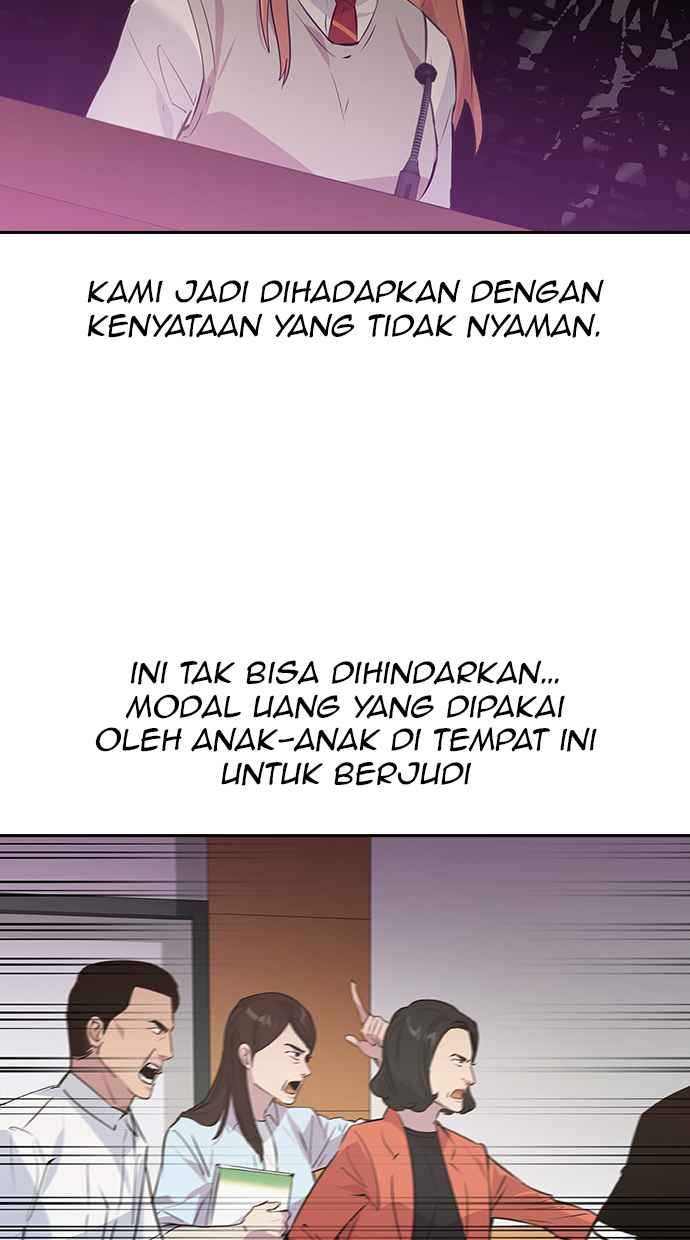 KAMI JADI DIHADAPKAN DENGAN
KENYATAAN YANG TIDAK NYAMAN.
INI TAK BISA DIHINDARKAN...
MODAL UANG YANG DIPAKAI
OLEH ANAK-ANAK DI TEMPAT INI
UNTUK BERJUDI